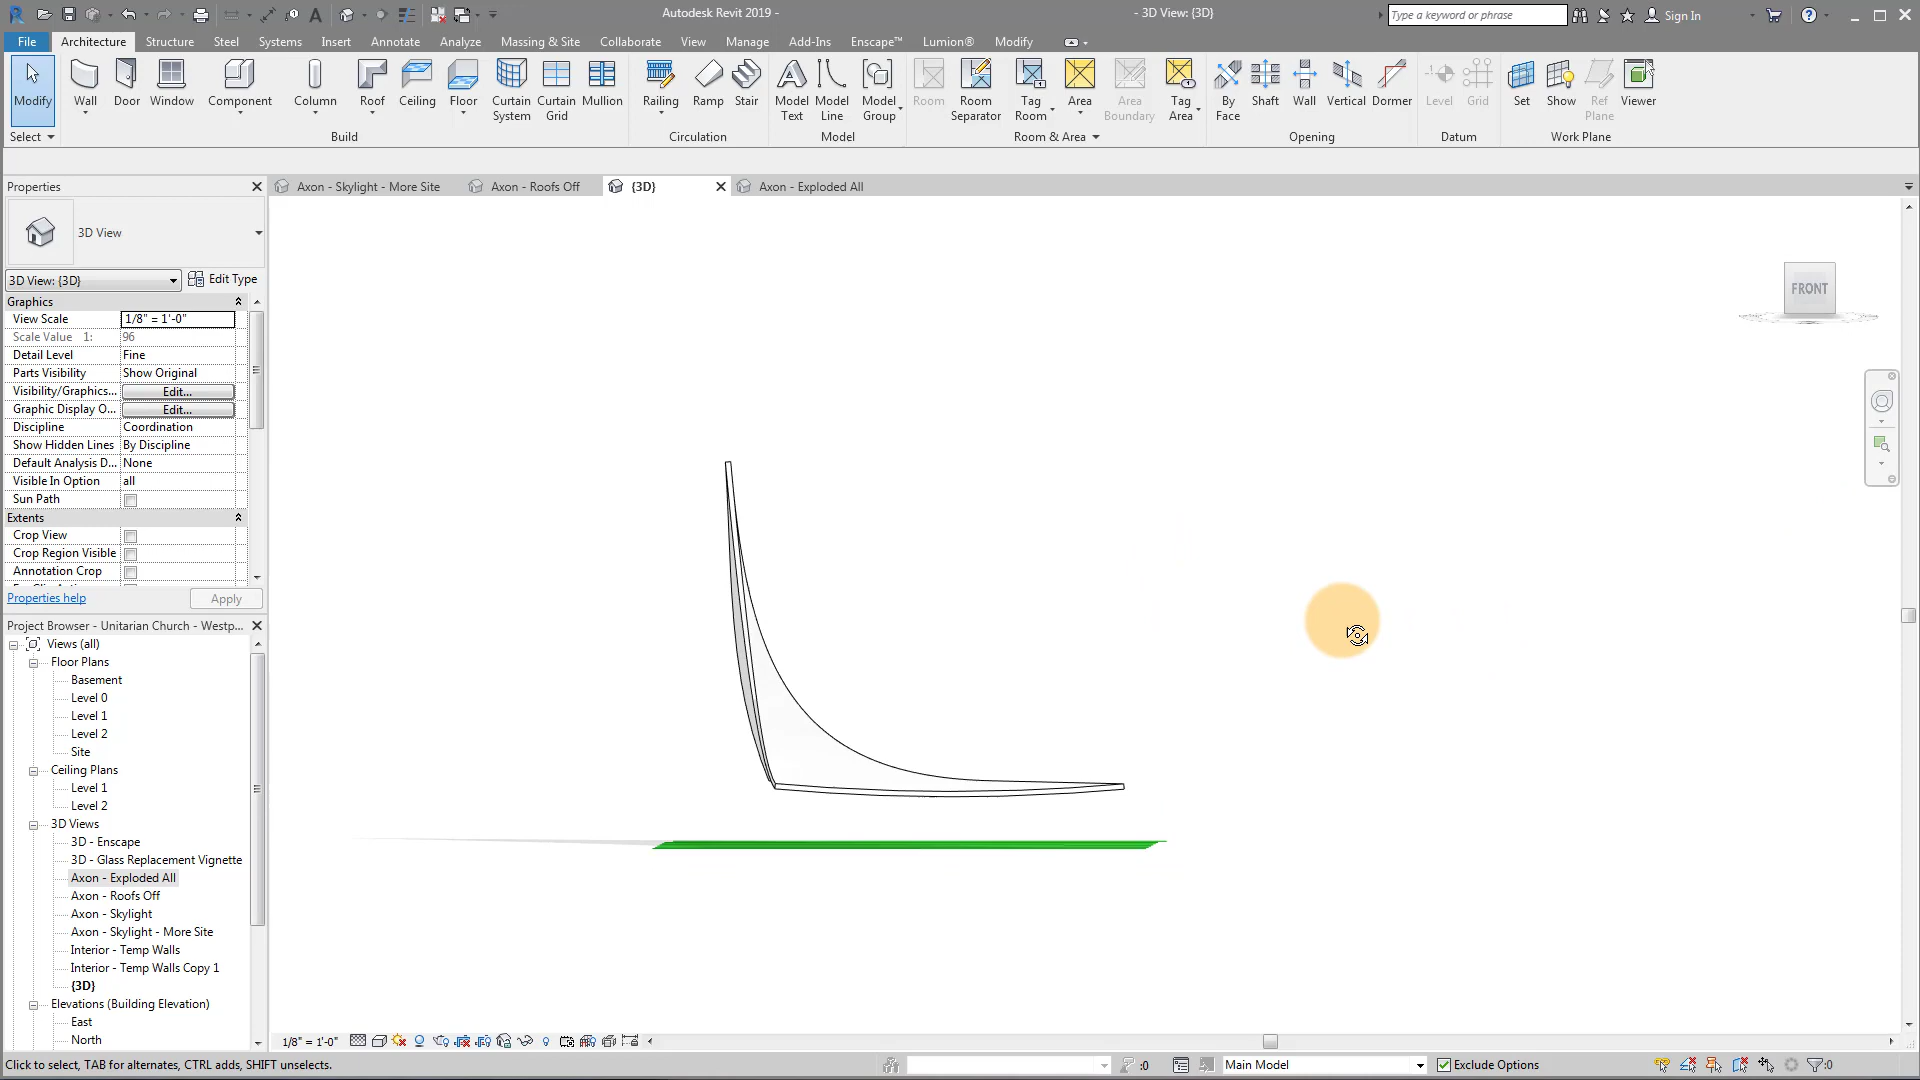 Autodesk Revit 2019 - - 3D View: {3D}
Type a keyword or phrase
Sign In
File Architecture Structure Steel Systems Insert Annotate Analyze Massing & Site Collaborate View Manage Add-Ins Enscape™ Lumion® Modify
Modify Wall Door Window Component Column Roof Ceiling Floor Curtain System Curtain Grid Mullion Railing Ramp Stair Model Text Model Line Model Group Room Room Separator Tag Room Area Area Boundary Tag Area By Face Shaft Wall Vertical Dormer Level Grid Set Show Ref Plane Viewer
Select Build Circulation Model Room & Area Opening Datum Work Plane
Properties
Axon - Skylight - More Site Axon - Roofs Off {3D} Axon - Exploded All
3D View
3D View: {3D} Edit Type
Graphics
View Scale 1/8" = 1'-0"
Scale Value 1: 96
Detail Level Fine
Parts Visibility Show Original
Visibility/Graphics... Edit...
Graphic Display O... Edit...
Discipline Coordination
Show Hidden Lines By Discipline
Default Analysis D... None
Visible In Option all
Sun Path
Extents
Crop View
Crop Region Visible
Annotation Crop
Properties help Apply
Project Browser - Unitarian Church - Westp...
Views (all)
Floor Plans
Basement
Level 0
Level 1
Level 2
Site
Ceiling Plans
Level 1
Level 2
3D Views
3D - Enscape
3D - Glass Replacement Vignette
Axon - Exploded All
Axon - Roofs Off
Axon - Skylight
Axon - Skylight - More Site
Interior - Temp Walls
Interior - Temp Walls Copy 1
{3D}
Elevations (Building Elevation)
East
North
FRONT
1/8" = 1'-0"
Click to select, TAB for alternates, CTRL adds, SHIFT unselects.
:0
Main Model
Exclude Options
:0